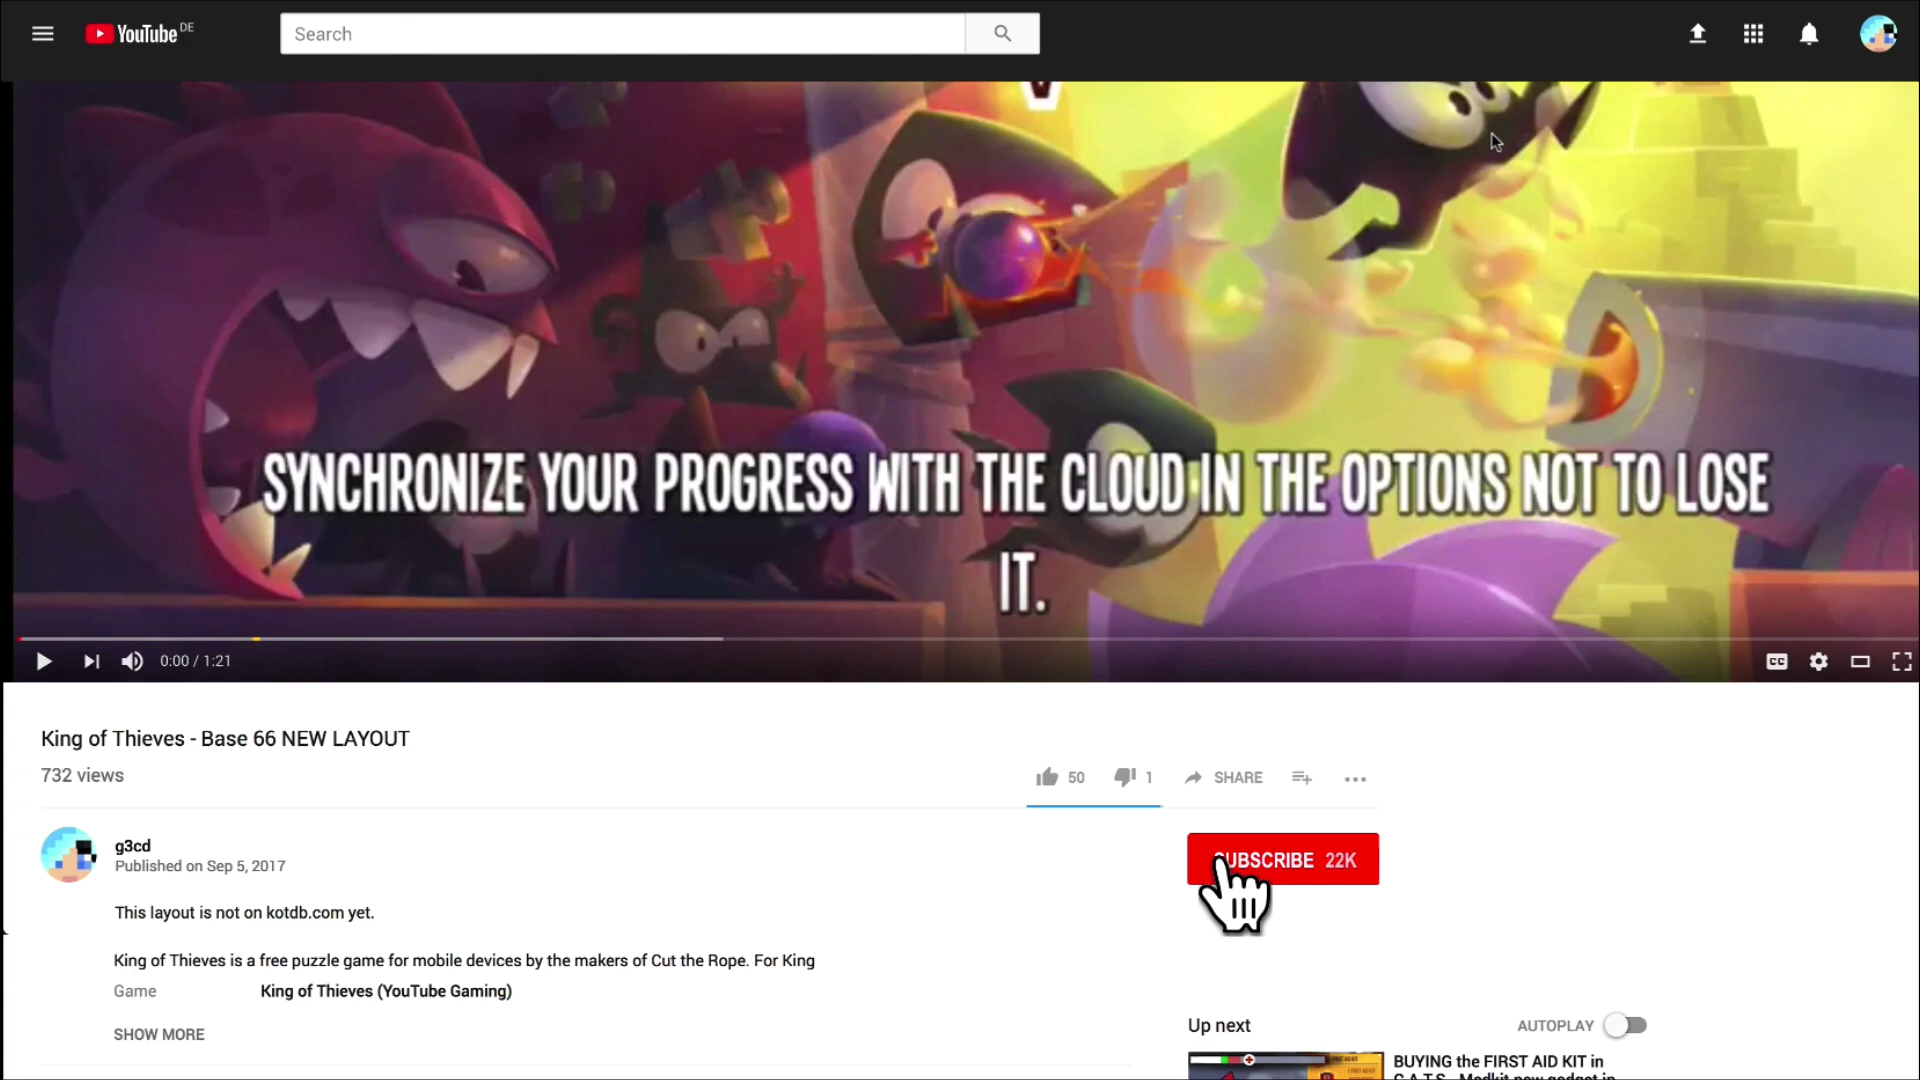 YouTube DE
Search
SYNCHRONIZE YOUR PROGRESS WITH THE CLOUD IN THE OPTIONS NOT TO LOSE
IT.
0:00 / 1:21
CC
King of Thieves - Base 66 NEW LAYOUT
732 views
50 1 SHARE
g3cd
Published on Sep 5, 2017
SUBSCRIBE 22K
This layout is not on kotdb.com yet.
King of Thieves is a free puzzle game for mobile devices by the makers of Cut the Rope. For King
Game King of Thieves (YouTube Gaming)
SHOW MORE
Up next AUTOPLAY
BUYING the FIRST AID KIT in
C.A.T.S - Medkit new gadget in